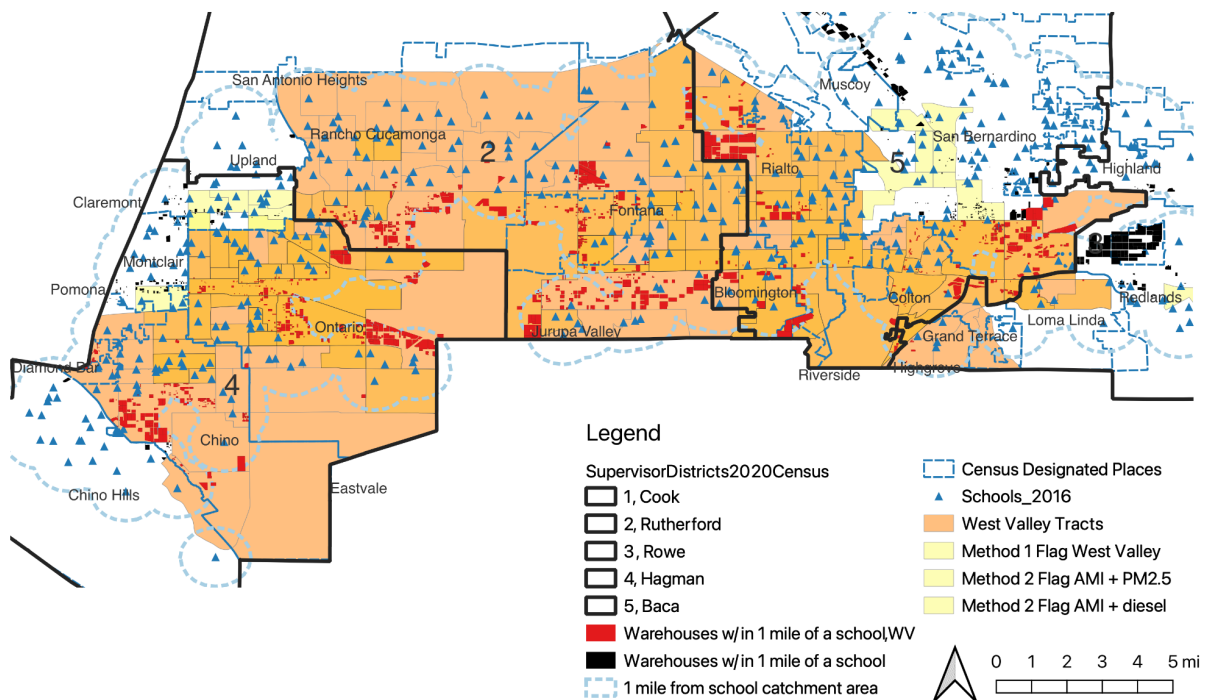 San Antonio Heights
Muscoy
Rancho Cucamonga
San Bernardino
2
5
Upland
Rialto
Highland
Claremont
Fontana
3
Montclair
Pomona
Bloomington
Colton
Redlands
Ontario
Jurupa Valley
Loma Linda
Grand Terrace
Diamond Bar
Riverside
Highgrove
4
Chino
Chino Hills
Eastvale
Legend
SupervisorDistricts2020Census
1, Cook
2, Rutherford
3, Rowe
4, Hagman
5, Baca
Warehouses w/in 1 mile of a school,WV
Warehouses w/in 1 mile of a school
1 mile from school catchment area
Census Designated Places
Schools_2016
West Valley Tracts
Method 1 Flag West Valley
Method 2 Flag AMI + PM2.5
Method 2 Flag AMI + diesel
0 1 2 3 4 5 mi